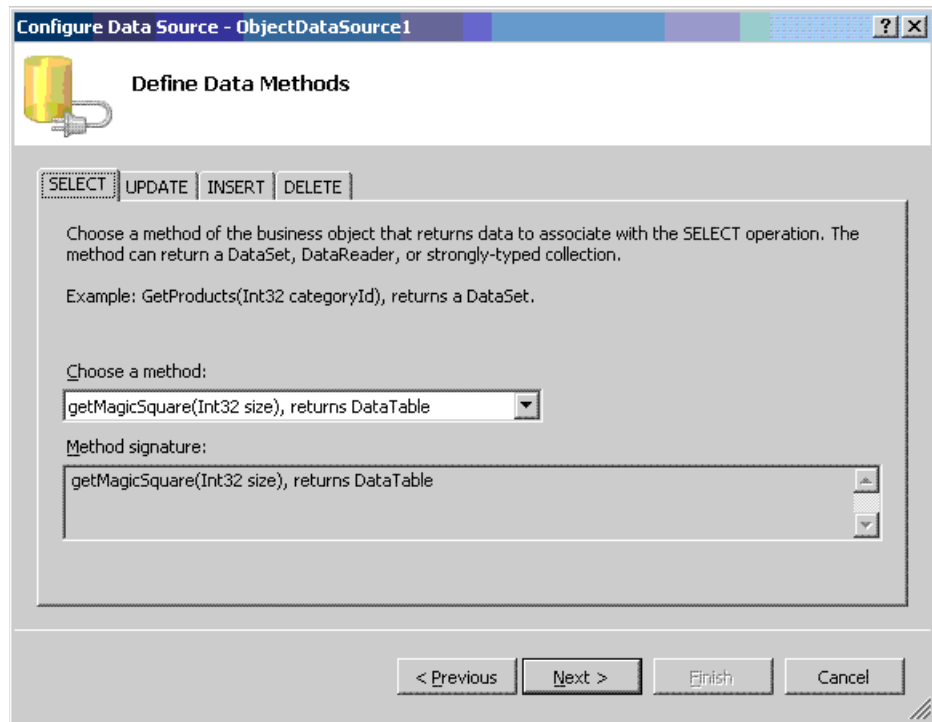 Configure Data Source - ObjectDataSource1
Define Data Methods
SELECT UPDATE INSERT DELETE
Choose a method of the business object that returns data to associate with the SELECT operation. The
method can return a DataSet, DataReader, or strongly-typed collection.
Example: GetProducts(Int32 categoryId), returns a DataSet.
Choose a method:
getMagicSquare(Int32 size), returns DataTable
Method signature:
getMagicSquare(Int32 size), returns DataTable
< Previous Next > Finish Cancel